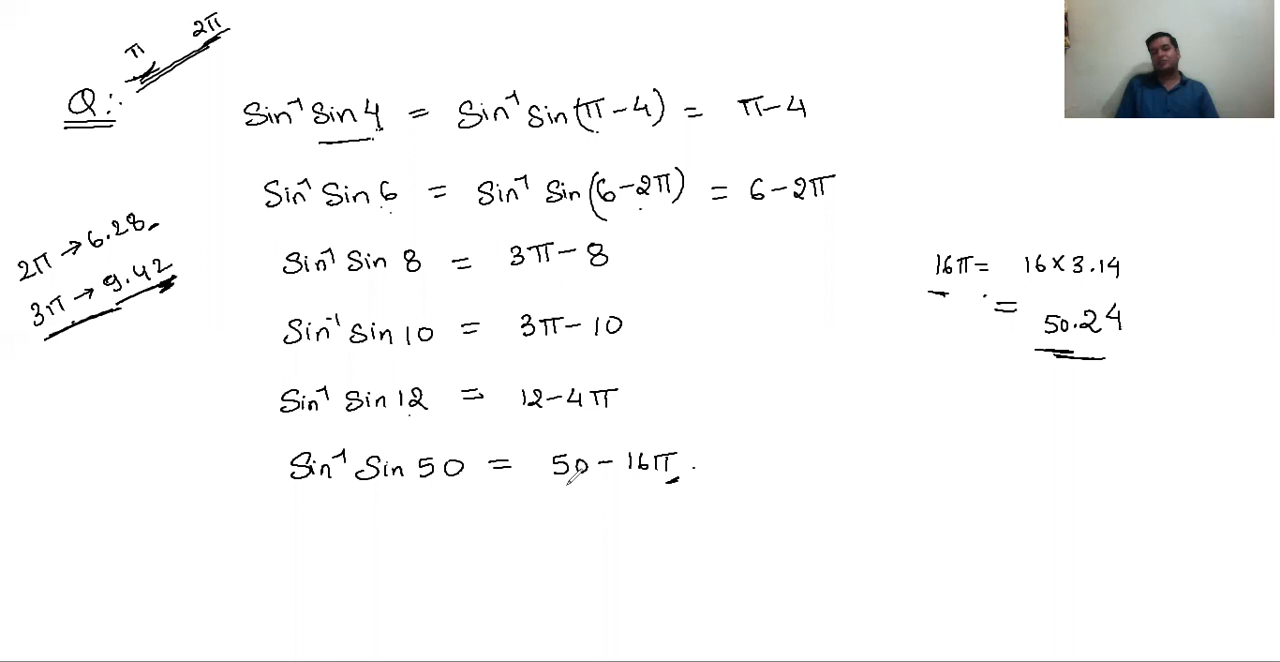 π 2π
Q:.
Sin⁻¹ Sin 4 = Sin⁻¹ Sin(π-4) = π-4
Sin⁻¹ Sin 6 = Sin⁻¹ Sin(6-2π) = 6-2π
2π → 6.28
3π → 9.42
Sin⁻¹ Sin 8 = 3π-8
Sin⁻¹ Sin 10 = 3π-10
Sin⁻¹ Sin 12 = 12-4π
Sin⁻¹ Sin 50 = 50-16π.
16π = 16×3.14
= 50.24